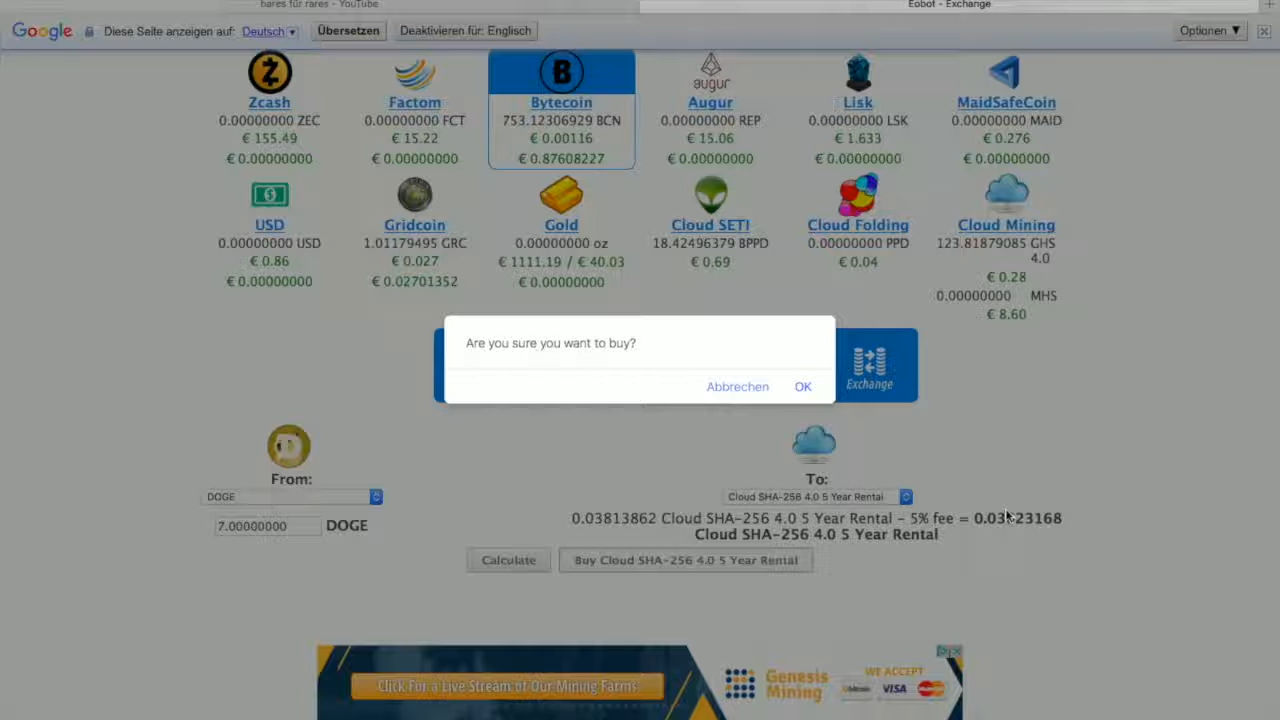 bares für rares - YouTube
Eobot - Exchange
Google Diese Seite anzeigen auf: Deutsch Übersetzen Deaktivieren für: Englisch Optionen
Zcash Factom Bytecoin Augur Lisk MaidSafeCoin
0.00000000 ZEC 0.00000000 FCT 753.12306929 BCN 0.00000000 REP 0.00000000 LSK 0.00000000 MAID
€ 155.49 € 15.22 € 0.00116 € 15.06 € 1.633 € 0.276
€ 0.00000000 € 0.00000000 € 0.87608227 € 0.00000000 € 0.00000000 € 0.00000000
USD Gridcoin Gold Cloud SETI Cloud Folding Cloud Mining
0.00000000 USD 1.01179495 GRC 0.00000000 oz 18.42496379 BPPD 0.00000000 PPD 123.81879085 GHS
4.0
€ 0.86 € 0.027 € 1111.19 / € 40.03 € 0.69 € 0.04 € 0.28
€ 0.00000000 € 0.02701352 € 0.00000000 0.00000000 MHS
€ 8.60
Are you sure you want to buy?
Abbrechen OK
Exchange
From: To:
DOGE Cloud SHA-256 4.0 5 Year Rental
7.00000000 DOGE
0.03813862 Cloud SHA-256 4.0 5 Year Rental - 5% fee =
Cloud SHA-256 4.0 5 Year Rental
Calculate Buy Cloud SHA-256 4.0 5 Year Rental
Click For a Live Stream of Our Mining Farms
Genesis
Mining
WE ACCEPT
bitcoin VISA MasterCard